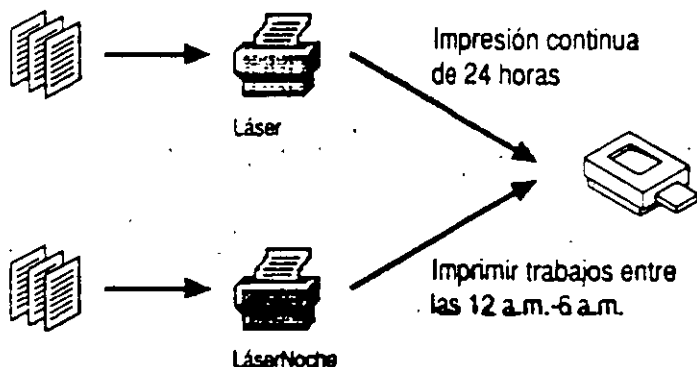 Impresión continua
de 24 horas
Láser
Imprimir trabajos entre
las 12 a.m.-6 a.m.
LáserNoche